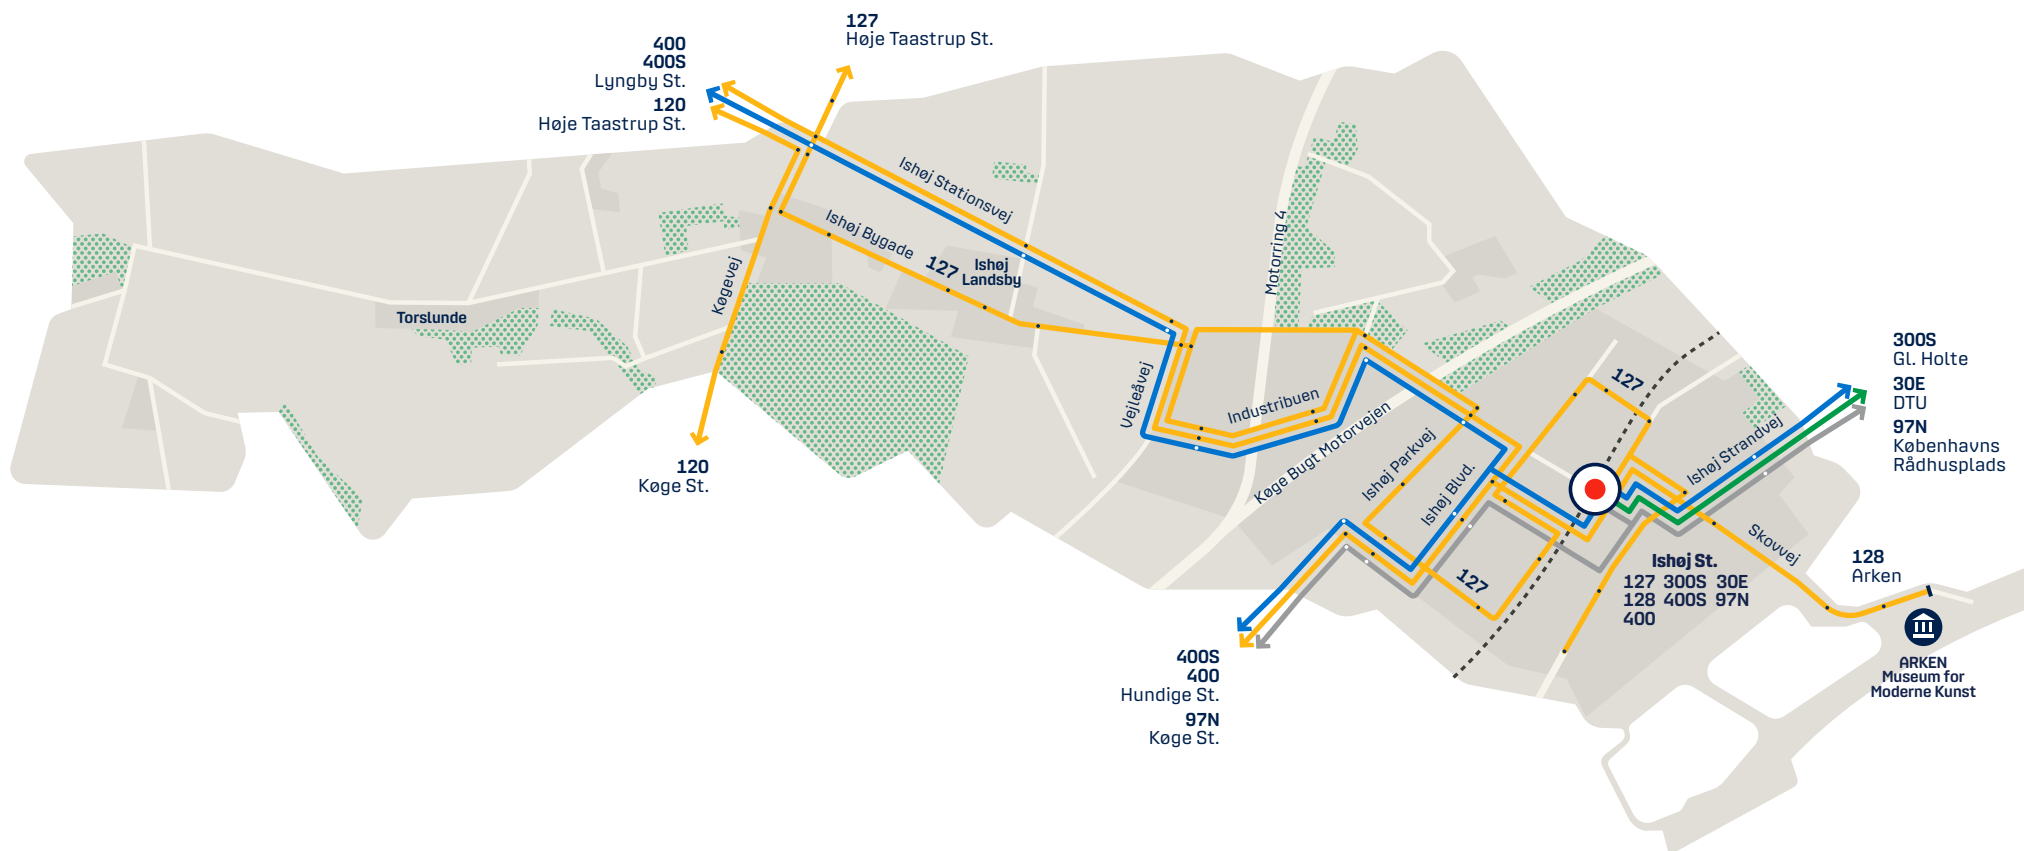 127
Høje Taastrup St.
400
400S
Lyngby St.
120
Høje Taastrup St.
Ishøj Stationsvej
Ishøj Bygade
127
Ishøj
Landsby
Køgevej
Torslunde
Motorring 4
Vejleåvej
Industribuen
Køge Bugt Motorvejen
Ishøj Parkvej
Ishøj Blvd.
127
127
Ishøj Strandvej
300S
Gl. Holte
30E
DTU
97N
Københavns
Rådhusplads
120
Køge St.
Skovvej
Ishøj St.
127 300S 30E
128 400S 97N
400
128
Arken
ARKEN
Museum for
Moderne Kunst
400S
400
Hundige St.
97N
Køge St.